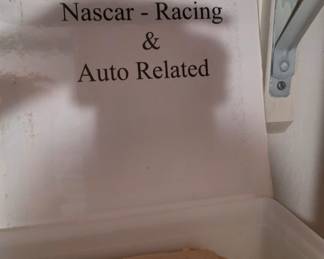 Nascar - Racing
&
Auto Related